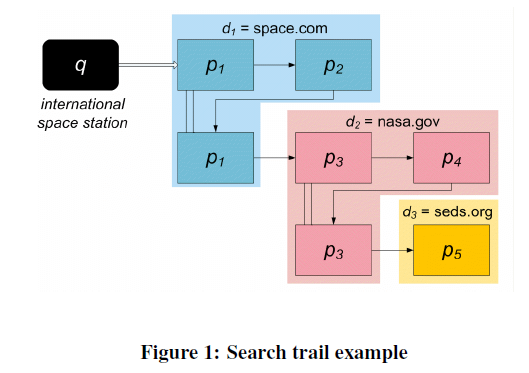 d1 = space.com
q
p1
p2
international
space station
d2 = nasa.gov
p1
p3
p4
d3 = seds.org
p3
p5
Figure 1: Search trail example